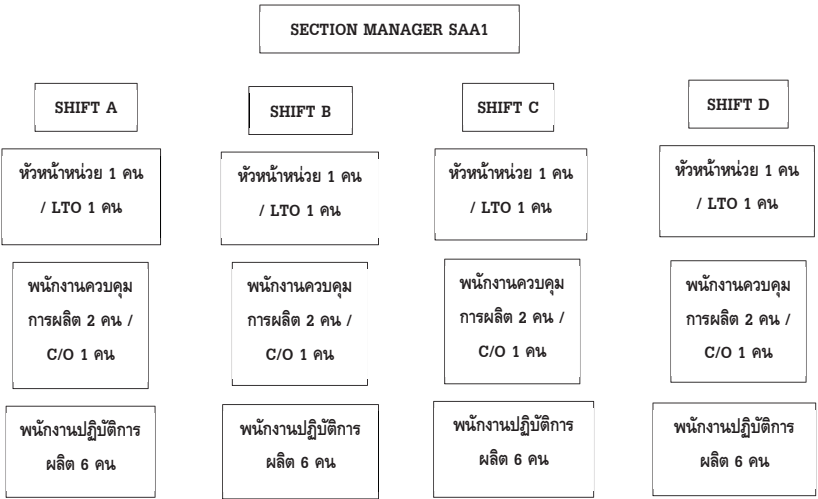 SECTION MANAGER SAA1
SHIFT A
SHIFT B
SHIFT C
SHIFT D
หัวหน้าหน่วย 1 คน
/ LTO 1 คน
หัวหน้าหน่วย 1 คน
/ LTO 1 คน
หัวหน้าหน่วย 1 คน
/ LTO 1 คน
หัวหน้าหน่วย 1 คน
/ LTO 1 คน
พนักงานควบคุม
การผลิต 2 คน /
C/O 1 คน
พนักงานควบคุม
การผลิต 2 คน /
C/O 1 คน
พนักงานควบคุม
การผลิต 2 คน /
C/O 1 คน
พนักงานควบคุม
การผลิต 2 คน /
C/O 1 คน
พนักงานปฏิบัติการ
ผลิต 6 คน
พนักงานปฏิบัติการ
ผลิต 6 คน
พนักงานปฏิบัติการ
ผลิต 6 คน
พนักงานปฏิบัติการ
ผลิต 6 คน